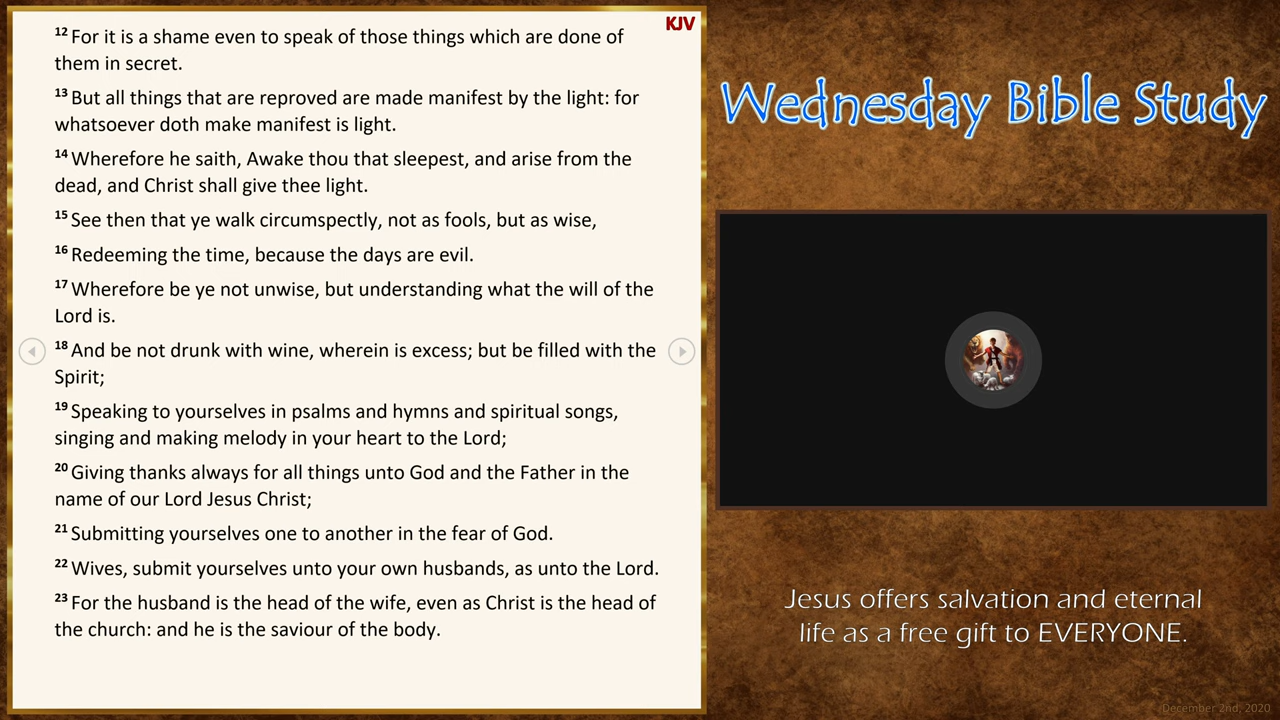 KJV
12 For it is a shame even to speak of those things which are done of
them in secret.
13 But all things that are reproved are made manifest by the light: for
whatsoever doth make manifest is light.
14 Wherefore he saith, Awake thou that sleepest, and arise from the
dead, and Christ shall give thee light.
15 See then that ye walk circumspectly, not as fools, but as wise,
16 Redeeming the time, because the days are evil.
17 Wherefore be ye not unwise, but understanding what the will of the
Lord is.
18 And be not drunk with wine, wherein is excess; but be filled with the
Spirit;
19 Speaking to yourselves in psalms and hymns and spiritual songs,
singing and making melody in your heart to the Lord;
20 Giving thanks always for all things unto God and the Father in the
name of our Lord Jesus Christ;
21 Submitting yourselves one to another in the fear of God.
22 Wives, submit yourselves unto your own husbands, as unto the Lord.
23 For the husband is the head of the wife, even as Christ is the head of
the church: and he is the saviour of the body.
Wednesday Bible Study
Jesus offers salvation and eternal
life as a free gift to EVERYONE.
December 2nd, 2020